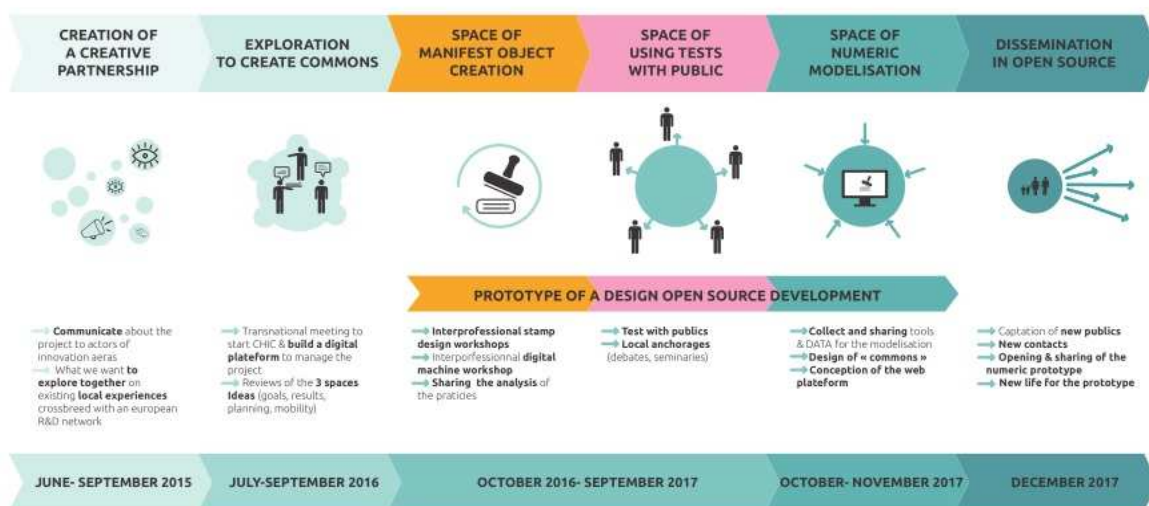 CREATION OF
A CREATIVE
PARTNERSHIP
EXPLORATION
TO CREATE COMMONS
SPACE OF
MANIFEST OBJECT
CREATION
SPACE OF
USING TESTS
WITH PUBLIC
SPACE OF
NUMERIC
MODELISATION
DISSEMINATION
IN OPEN SOURCE
PROTOTYPE OF A DESIGN OPEN SOURCE DEVELOPMENT
Communicate about the
project to actors of
innovation aeras
What we want to
explore together on
existing local experiences
crossbreed with an european
R&D network
Transnational meeting to
start CHIC & build a digital
plateform to manage the
project
Reviews of the 3 spaces
Ideas (goals, results,
planning, mobility)
Interprofessional stamp
design workshops
Interporfessionnal digital
machine workshop
Sharing the analysis of
the praticies
Test with publics
Local anchorages
(debates, seminaries)
Collect and sharing tools
& DATA for the modelisation
Design of « commons »
Conception of the web
plateform
Captation of new publics
New contacts
Opening & sharing of the
numeric prototype
New life for the prototype
JUNE- SEPTEMBER 2015
JULY-SEPTEMBER 2016
OCTOBER 2016- SEPTEMBER 2017
OCTOBER- NOVEMBER 2017
DECEMBER 2017